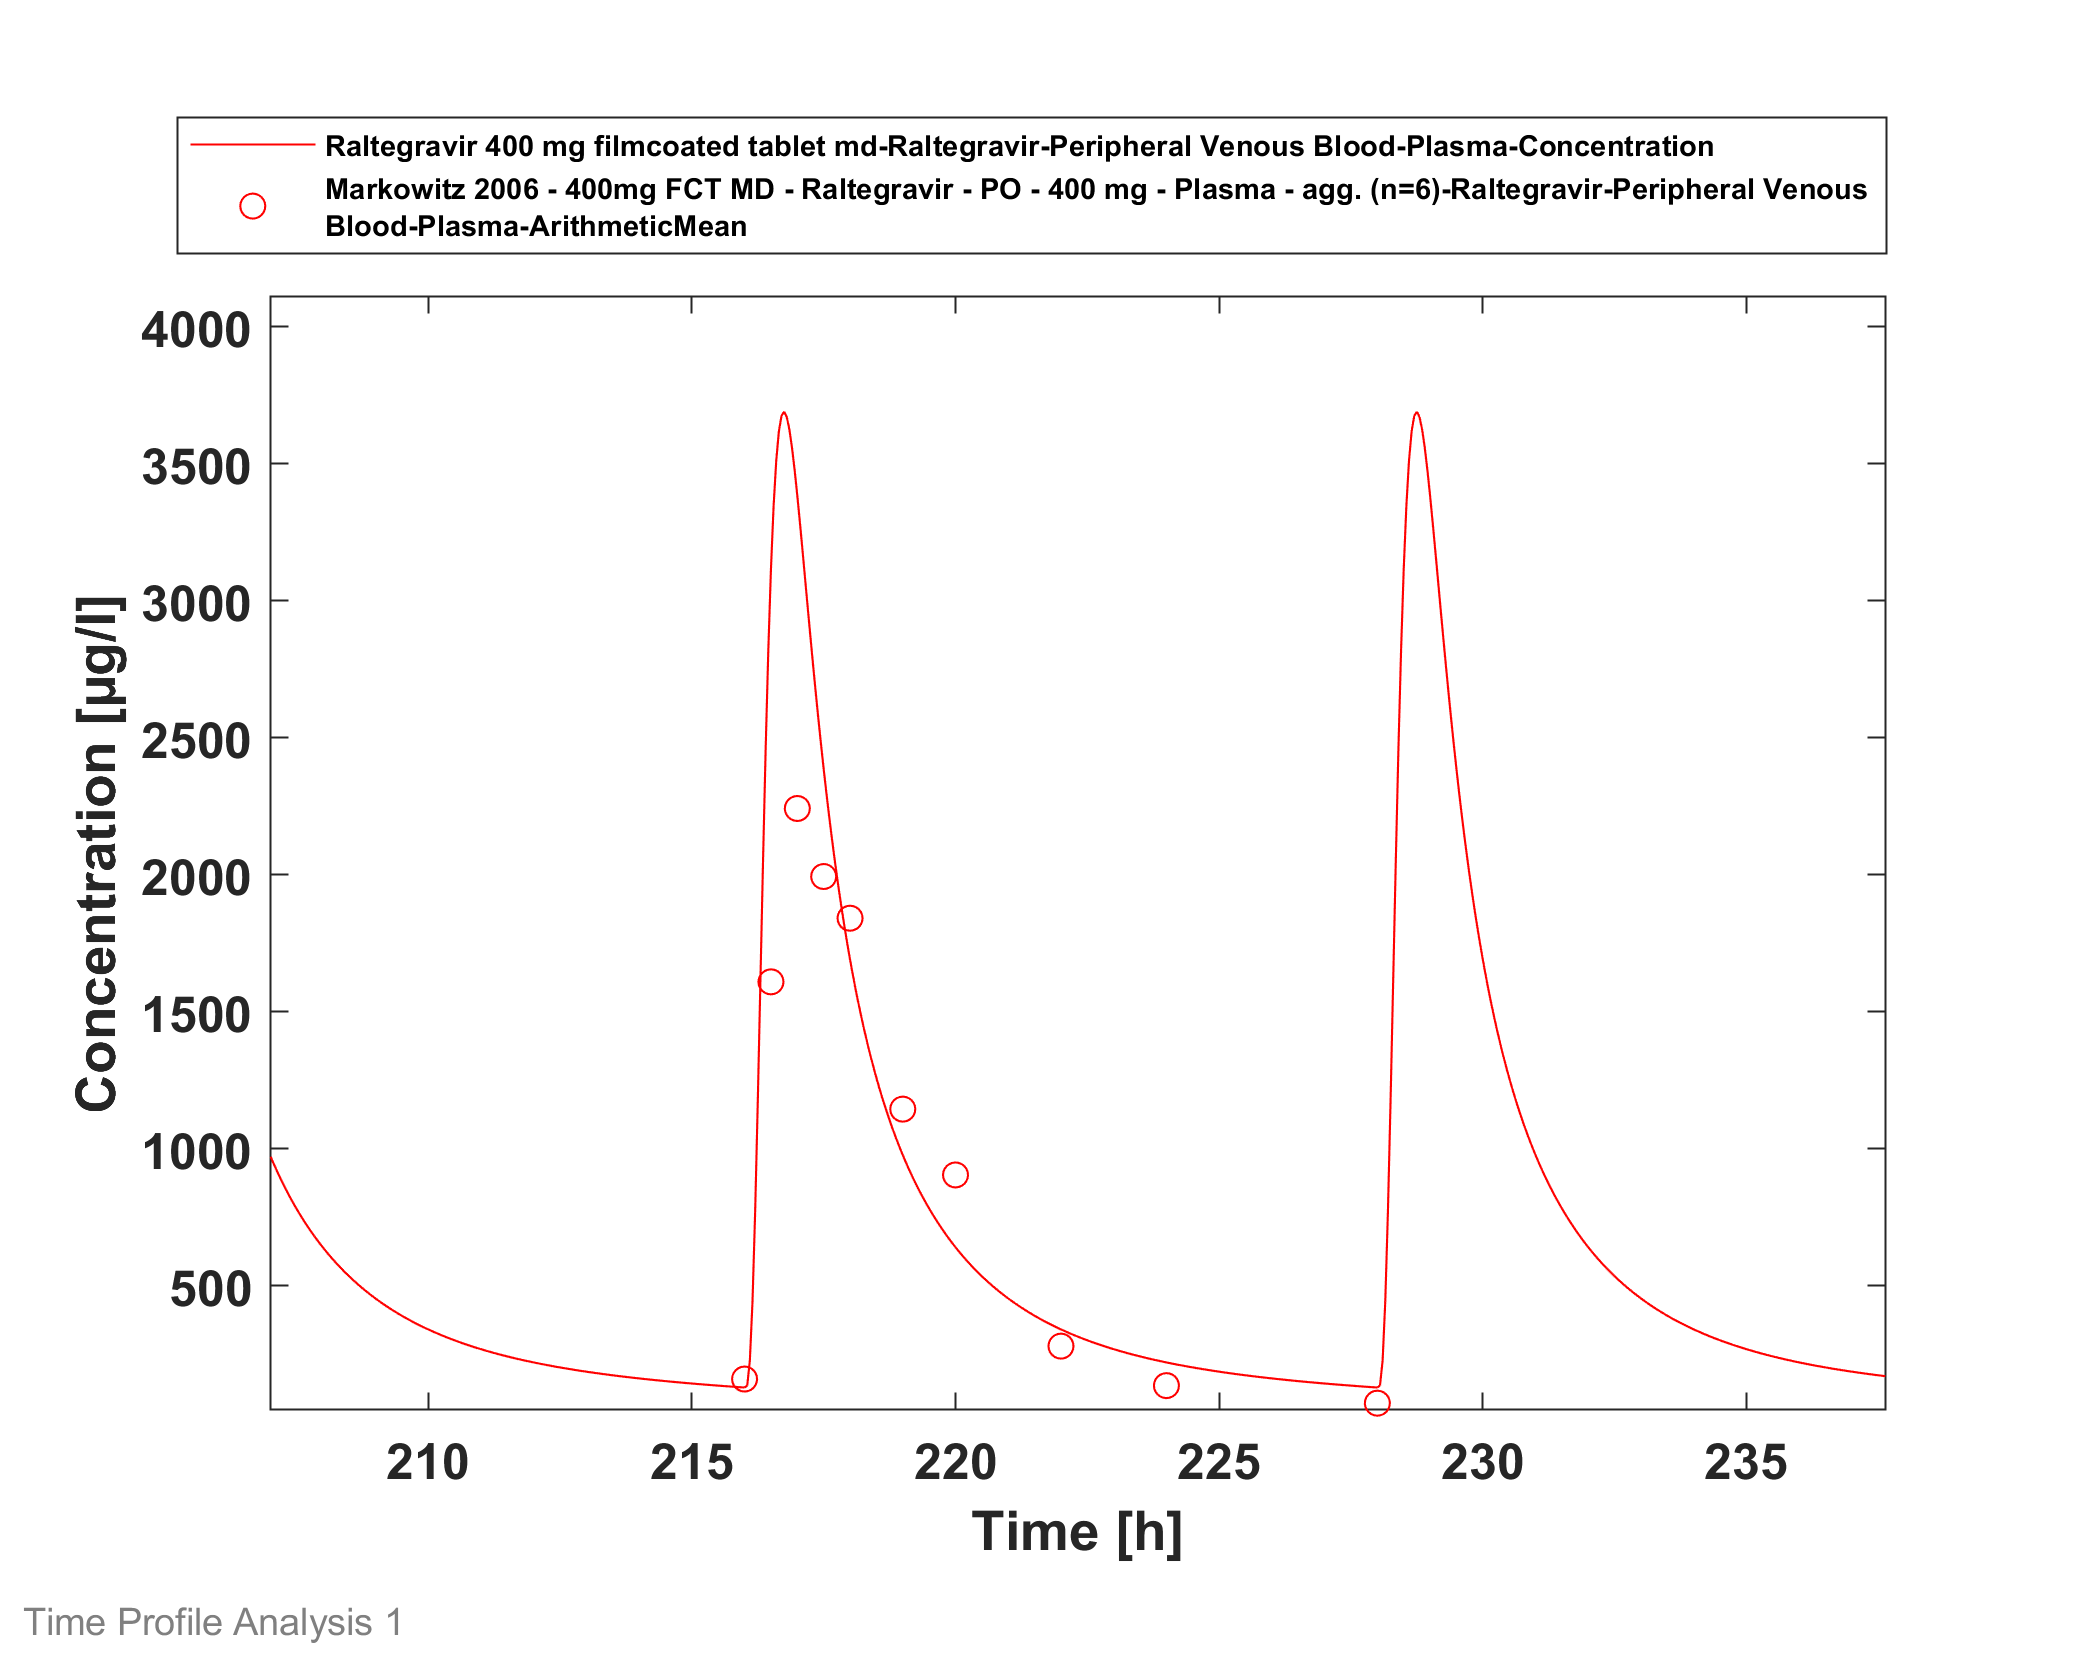 Raltegravir 400 mg filmcoated tablet md-Raltegravir-Peripheral Venous Blood-Plasma-Concentration
Markowitz 2006 - 400mg FCT MD - Raltegravir - PO - 400 mg - Plasma - agg. (n=6)-Raltegravir-Peripheral Venous
Blood-Plasma-ArithmeticMean
4000
3500
3000
2500
2000
1500
1000
500
Concentration [µg/l]
210 215 220 225 230 235
Time [h]
Time Profile Analysis 1